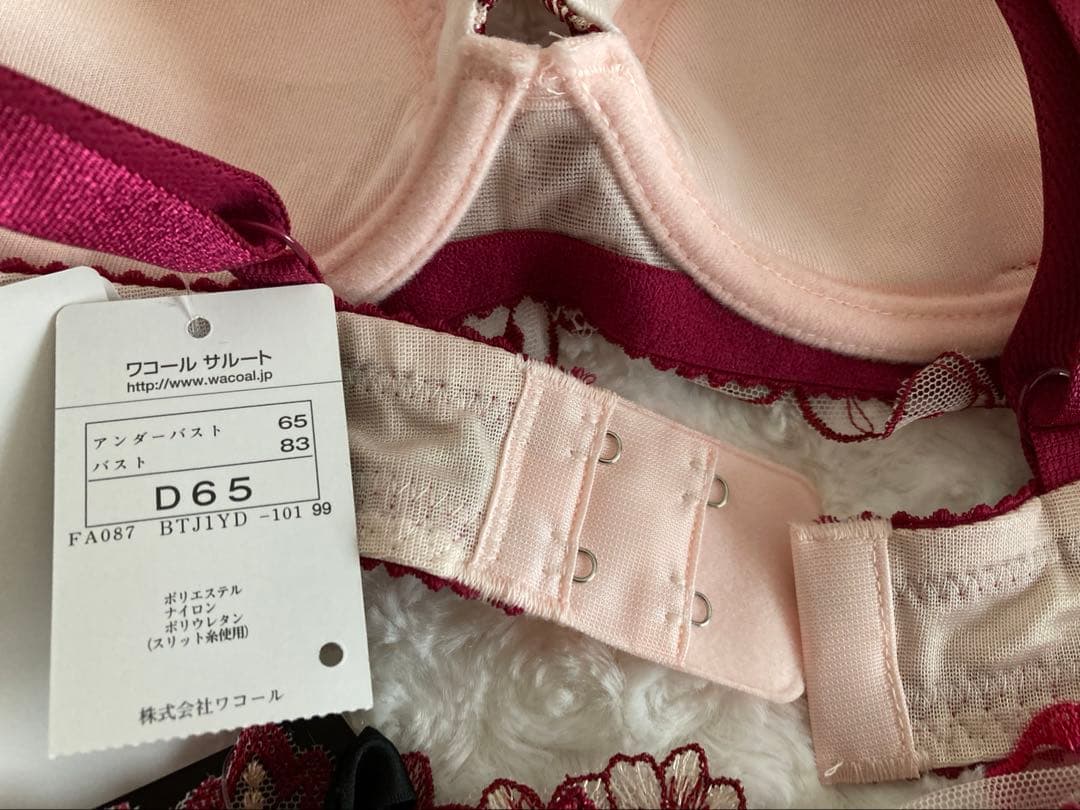 ワコール サルート
http://www.wacoal.jp
アンダーバスト 65
バスト 83
D65
FA087 BTJ1YD -101 99
ポリエステル
ナイロン
ポリウレタン
(スリット糸使用)
株式会社ワコール